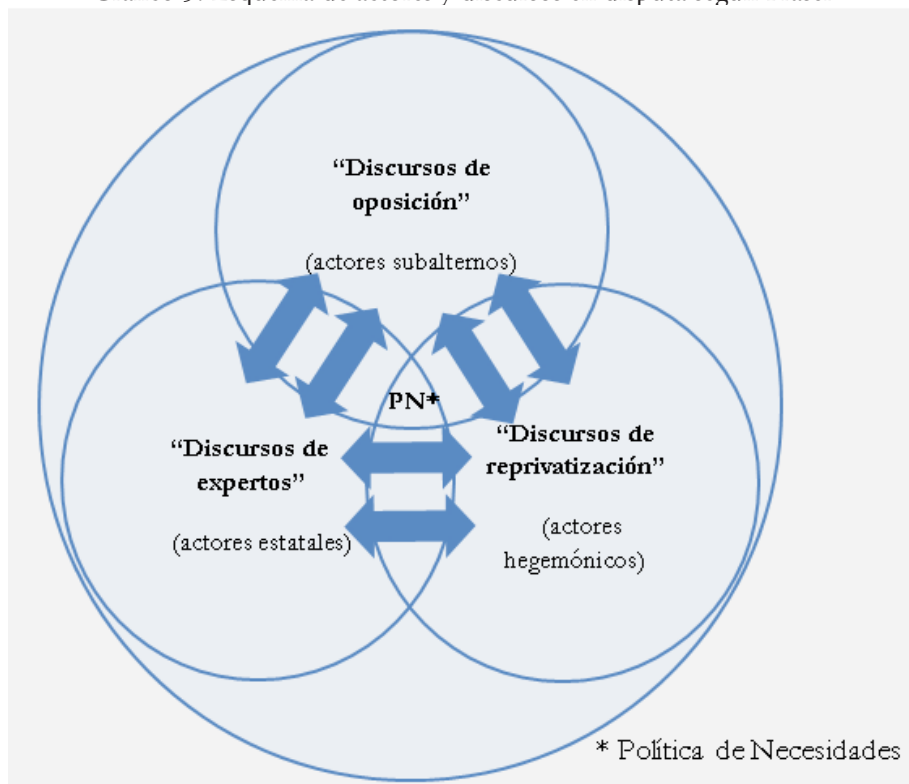 “Discursos de
oposición”
(actores subalternos)
PN*
“Discursos de
expertos”
(actores estatales)
“Discursos de
reprivatización”
(actores
hegemónicos)
* Política de Necesidades